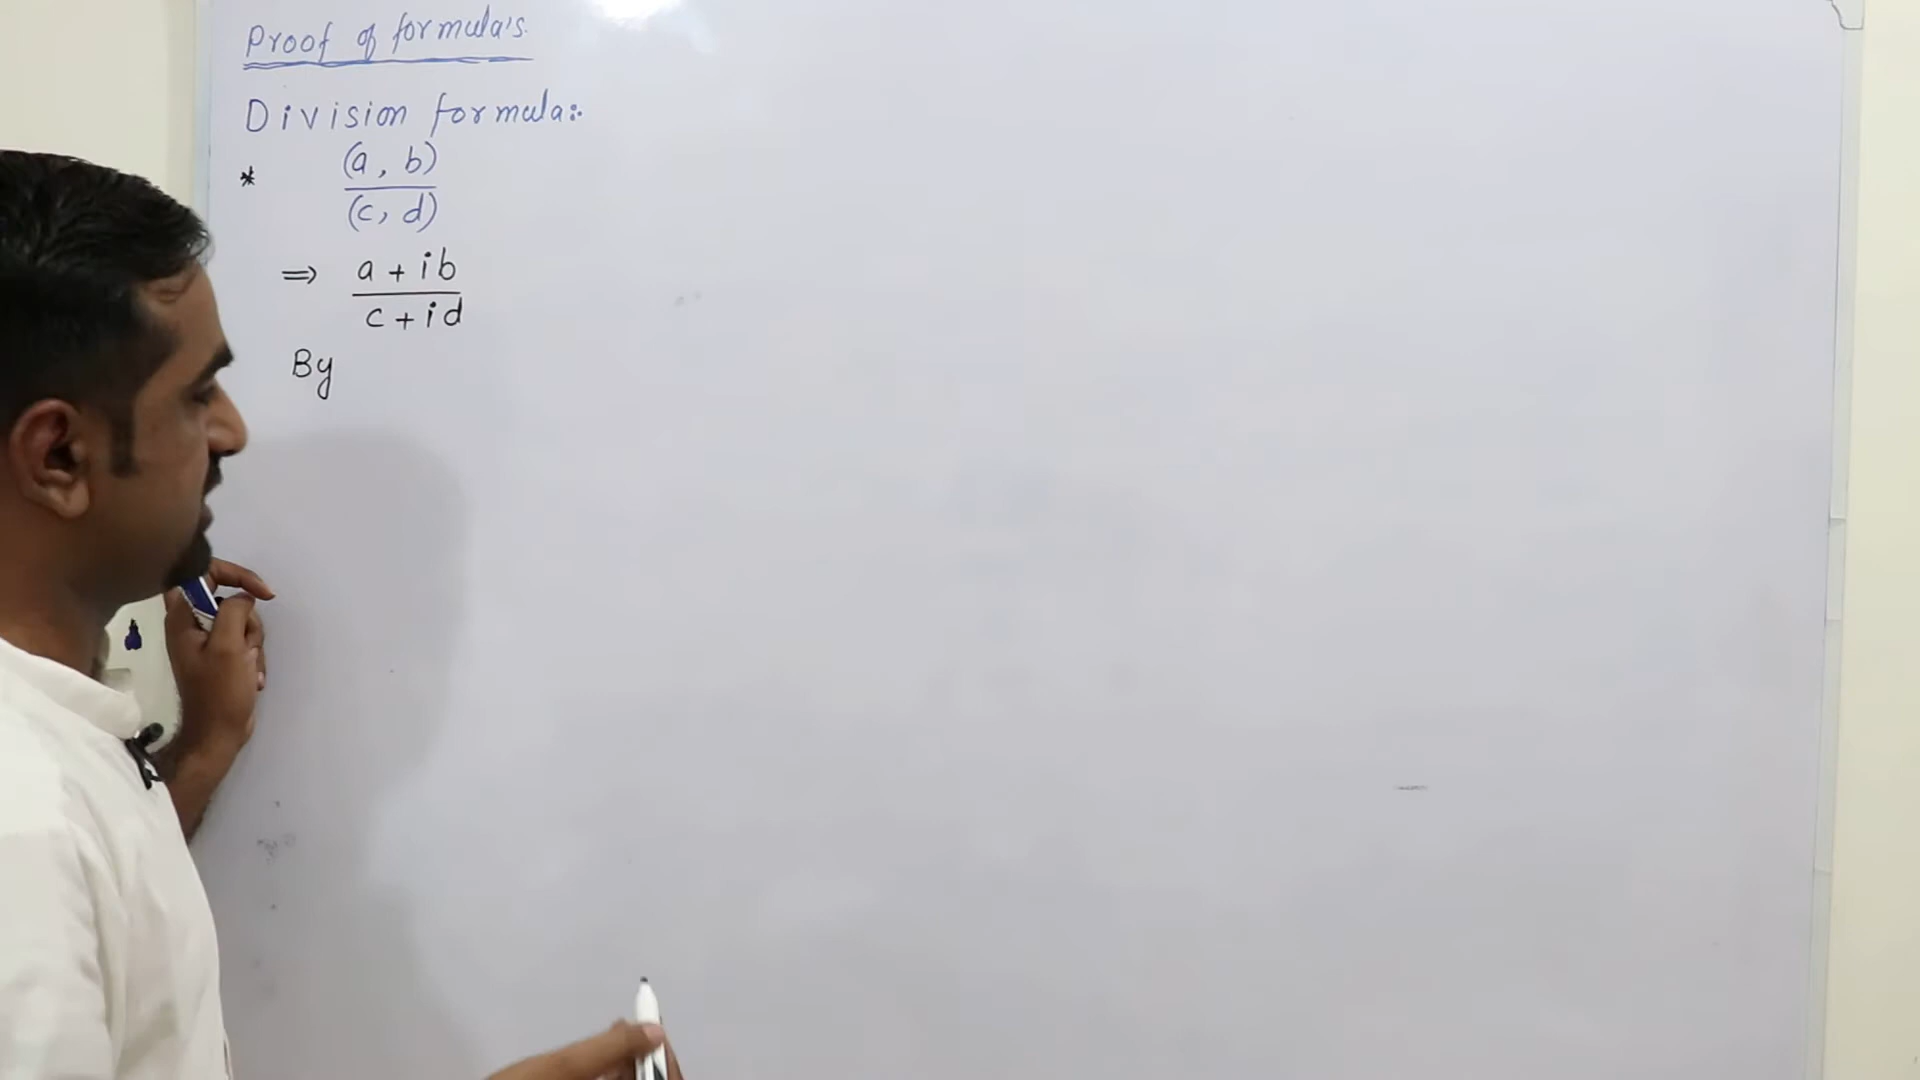 Proof of formula's.
Division formula:
* (a, b)
(c, d)
⇒ a + ib
c + id
By